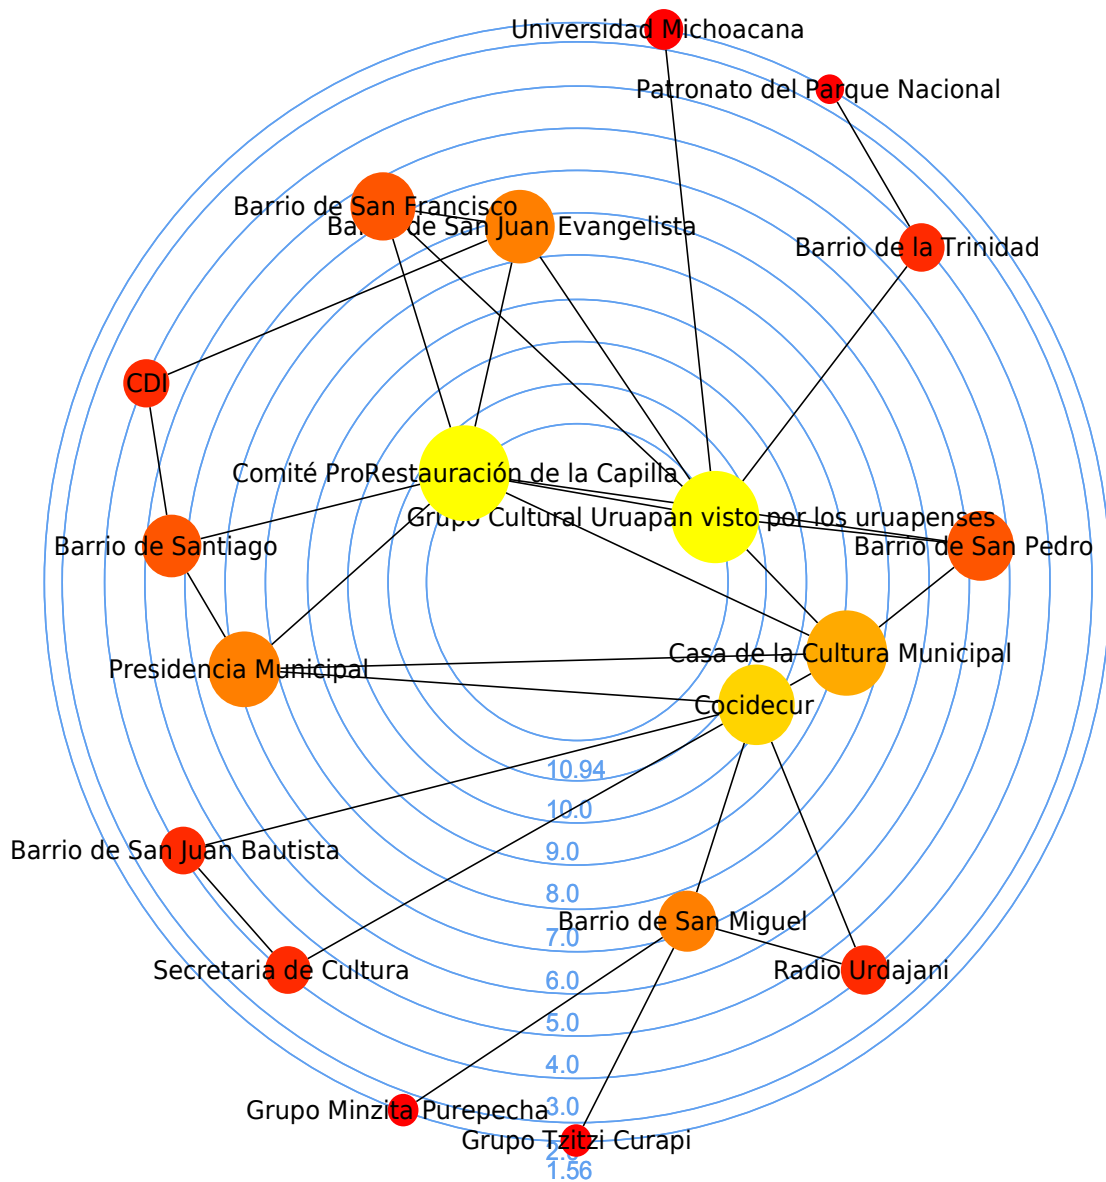 Universidad Michoacana
Patronato del Parque Nacional
Barrio de San Francisco
Barrio de San Juan Evangelista
Barrio de la Trinidad
CDI
Comité ProRestauración de la Capilla
Grupo Cultural Uruapan visto por los uruapenses
Barrio de Santiago
Barrio de San Pedro
Presidencia Municipal
Casa de la Cultura Municipal
Cocidecur
10.94
10.0
Barrio de San Juan Bautista
9.0
8.0
Barrio de San Miguel
7.0
Secretaria de Cultura
Radio Urdajani
6.0
5.0
4.0
Grupo Minzita Purepecha
3.0
Grupo Tzitzi Curapi
2.0
1.56